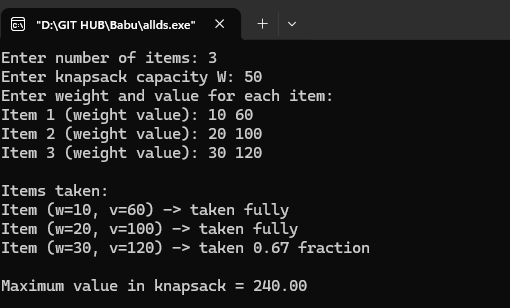 "D:\GIT HUB\Babu\allds.exe"
Enter number of items: 3
Enter knapsack capacity W: 50
Enter weight and value for each item:
Item 1 (weight value): 10 60
Item 2 (weight value): 20 100
Item 3 (weight value): 30 120
Items taken:
Item (w=10, v=60) -> taken fully
Item (w=20, v=100) -> taken fully
Item (w=30, v=120) -> taken 0.67 fraction
Maximum value in knapsack = 240.00